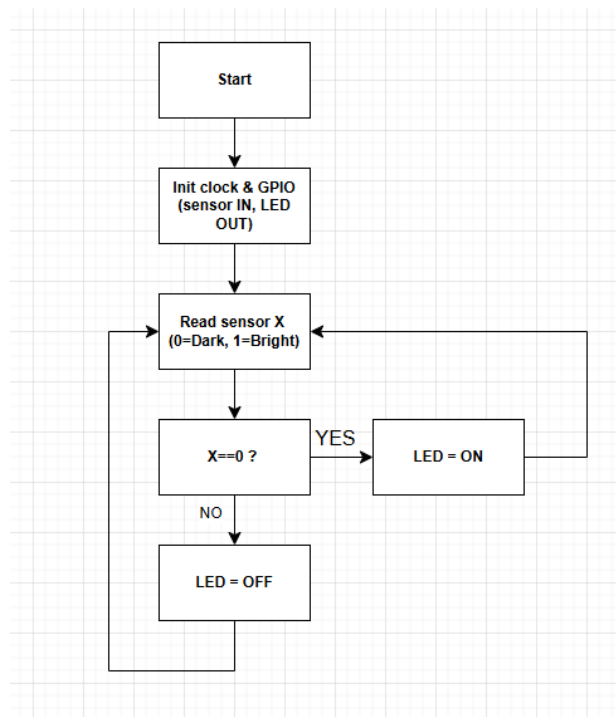 Start
Init clock & GPIO
(sensor IN, LED
OUT)
Read sensor X
(0=Dark, 1=Bright)
X==0 ?
YES
LED = ON
NO
LED = OFF